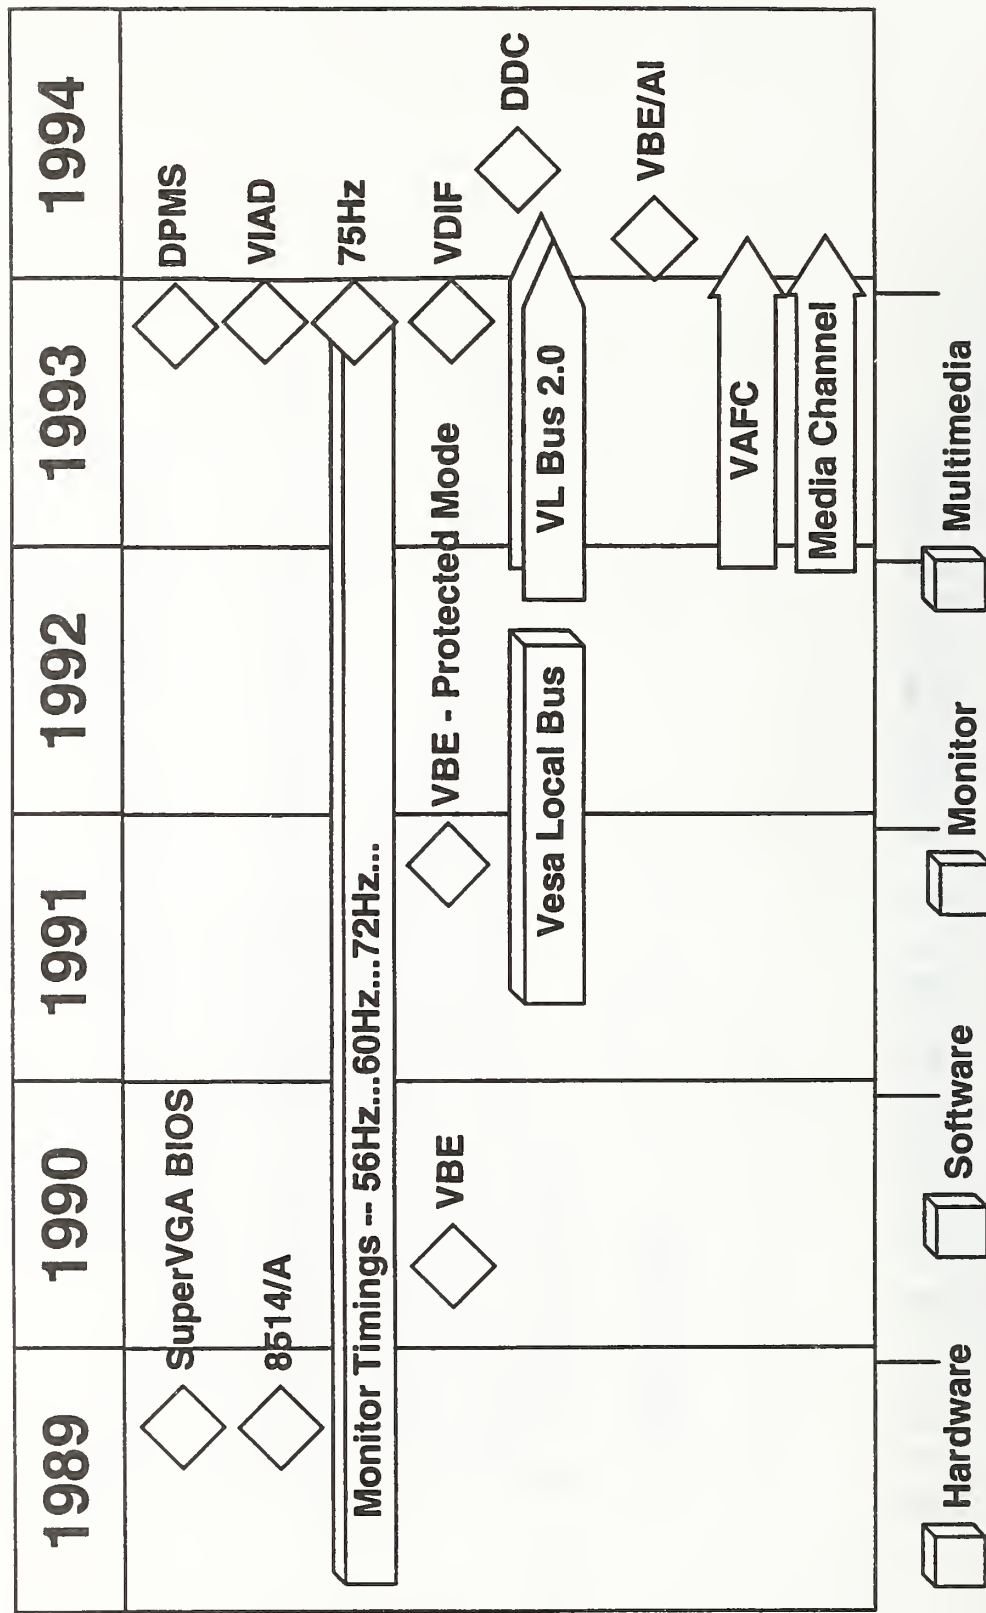 1989 1990 1991 1992 1993 1994
SuperVGA BIOS
DPMS
8514/A
VIAD
Monitor Timings -- 56Hz...60Hz...72Hz...
75Hz
VBE
VBE - Protected Mode
VDIF
Vesa Local Bus
VL Bus 2.0
DDC
VBE/AI
VAFC
Media Channel
Hardware
Software
Monitor
Multimedia